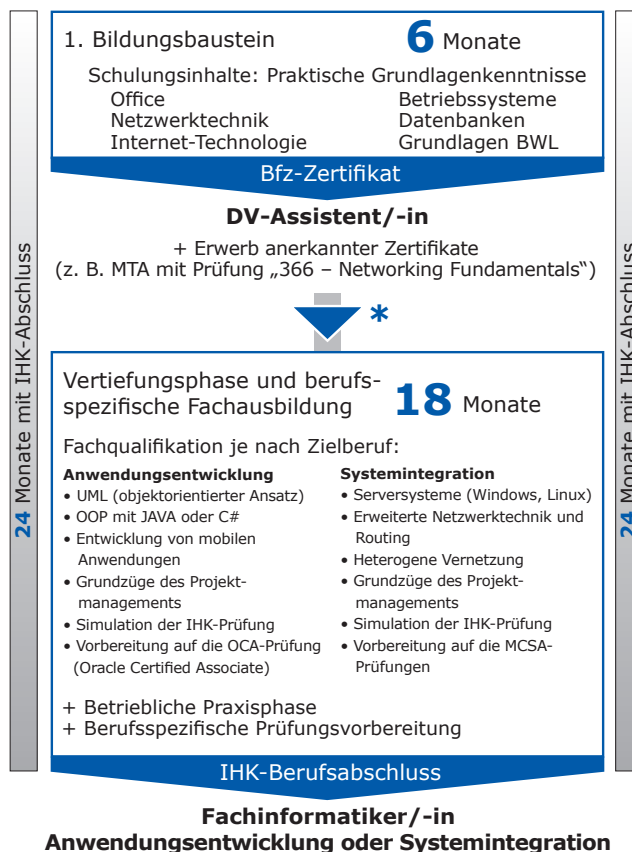 24 Monate mit IHK-Abschluss
1. Bildungsbaustein 6 Monate
Schulungsinhalte: Praktische Grundlagenkenntnisse
Office
Netzwerktechnik
Internet-Technologie
Betriebssysteme
Datenbanken
Grundlagen BWL
Bfz-Zertifikat
DV-Assistent/-in
+ Erwerb anerkannter Zertifikate
(z. B. MTA mit Prüfung „366 – Networking Fundamentals“)
*
Vertiefungsphase und berufs-
spezifische Fachausbildung 18 Monate
Fachqualifikation je nach Zielberuf:
Anwendungsentwicklung
• UML (objektorientierter Ansatz)
• OOP mit JAVA oder C#
• Entwicklung von mobilen
Anwendungen
• Grundzüge des Projekt-
managements
• Simulation der IHK-Prüfung
• Vorbereitung auf die OCA-Prüfung
(Oracle Certified Associate)
Systemintegration
• Serversysteme (Windows, Linux)
• Erweiterte Netzwerktechnik und
Routing
• Heterogene Vernetzung
• Grundzüge des Projekt-
managements
• Simulation der IHK-Prüfung
• Vorbereitung auf die MCSA-
Prüfungen
+ Betriebliche Praxisphase
+ Berufsspezifische Prüfungsvorbereitung
IHK-Berufsabschluss
Fachinformatiker/-in
Anwendungsentwicklung oder Systemintegration
24 Monate mit IHK-Abschluss